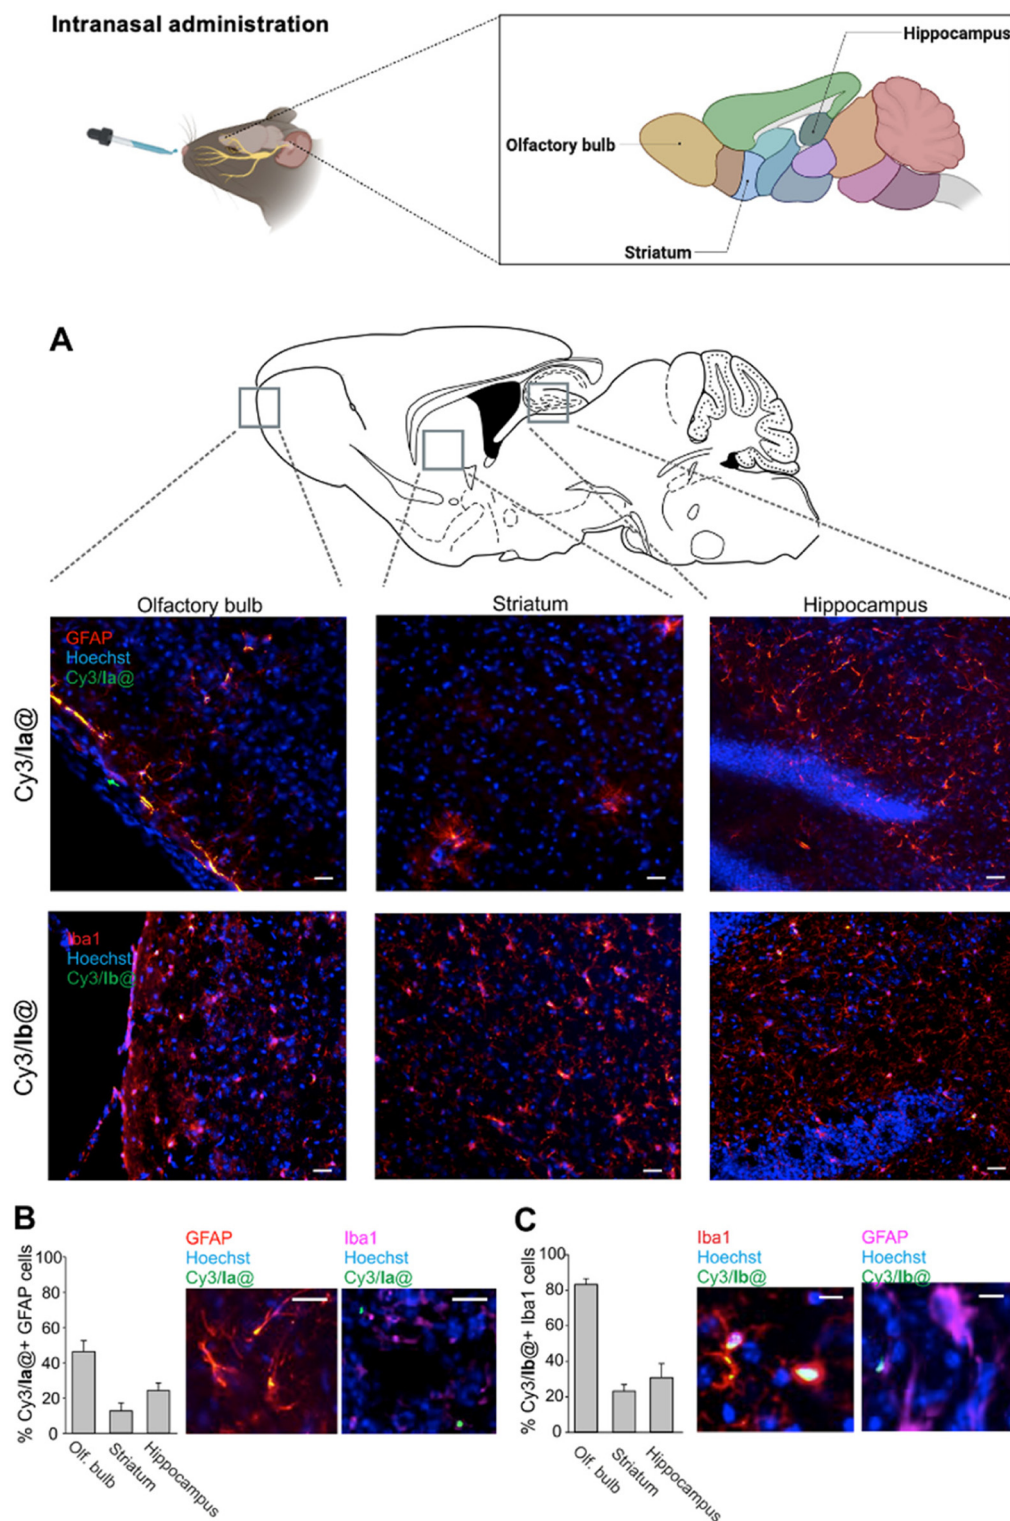 Intranasal administration
Hippocampus
Olfactory bulb
Striatum
A
Olfactory bulb
Striatum
Hippocampus
Cy3/Ia@
GFAP
Hoechst
Cy3/Ia@
Cy3/Ib@
Iba1
Hoechst
Cy3/Ib@
B
% Cy3/Ia@+ GFAP cells
100
80
60
40
20
0
Olf. bulb
Striatum
Hippocampus
GFAP
Hoechst
Cy3/Ia@
Iba1
Hoechst
Cy3/Ia@
C
% Cy3/Ib@+ Iba1 cells
100
80
60
40
20
0
Olf. bulb
Striatum
Hippocampus
Iba1
Hoechst
Cy3/Ib@
GFAP
Hoechst
Cy3/Ib@